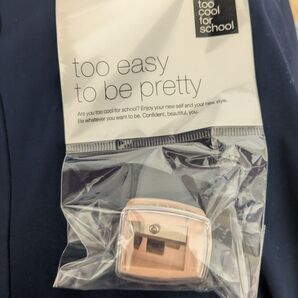 too
cool
for
school
too easy
to be pretty
Are you too cool for school? Enjoy your new self and your new style.
Be whatever you want to be. Confident, beautiful, you.